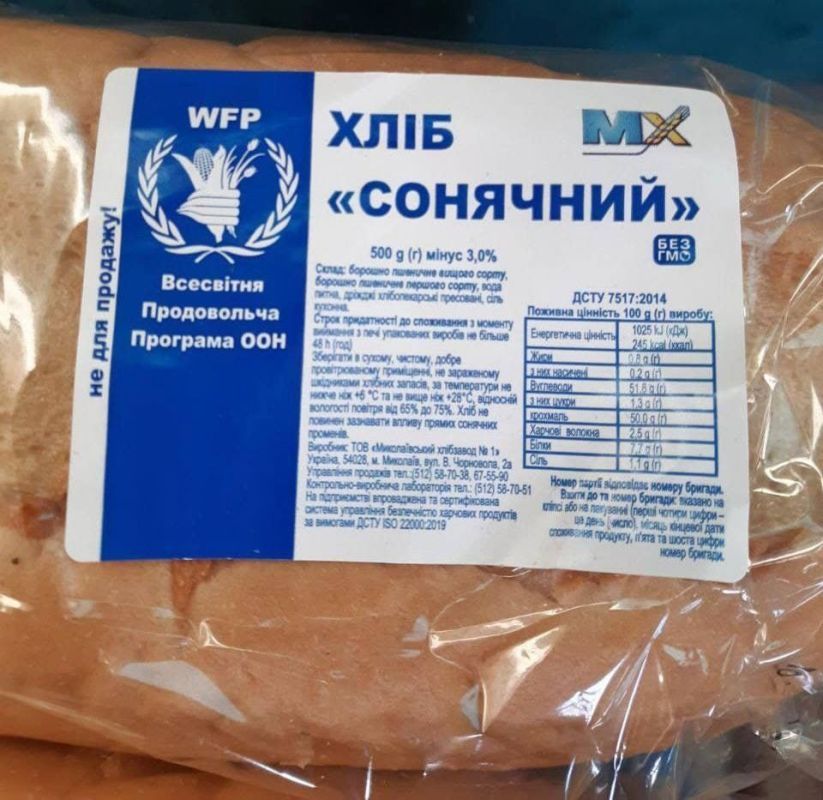 WFP
Всесвітня
Продовольча
Програма ООН
не для продажу!
ХЛІБ
«СОНЯЧНИЙ»
МХ
500 g (г) мінус 3,0%
БЕЗ
ГМО
Склад: борошно пшеничне вищого сорту,
борошно пшеничне першого сорту, вода
питна, дріжджі хлібопекарські пресовані, сіль
кухонна.
Строк придатності до споживання з моменту
виймання з печі упакованих виробів не більше
48 h (год)
Зберігати в сухому, чистому, добре
провітрюваному приміщенні, не зараженому
шкідниками хлібних запасів, за температури не
нижче ніж +6 °С та не вище ніж +28°С, відносній
вологості повітря від 65% до 75%. Хліб не
повинен зазнавати впливу прямих сонячних
променів.
Виробник: ТОВ «Миколаївський хлібзавод № 1»
Україна, 54028, м. Миколаїв, вул. В. Чорновола, 2а
Управління продажів тел.:(512) 58-70-38, 67-55-90
Контрольно-виробнича лабораторія тел.: (512) 58-70-51
На підприємстві впроваджена та сертифікована
система управління безпечністю харчових продуктів
за вимогами ДСТУ ISO 22000:2019
ДСТУ 7517:2014
Поживна цінність 100 g (г) виробу:
Енергетична цінність 1025 kJ (кДж)
245 kcal (ккал)
Жири 0,8 g (г)
з них насичені 0,2 g (г)
Вуглеводи 51,8 g (г)
з них цукри 1,3 g (г)
крохмаль 50,0 g (г)
Харчові волокна 2,5 g (г)
Білки 7,7 g (г)
Сіль 1,1 g (г)
Номер партії відповідає номеру бригади.
Вжити до та номер бригади: вказано на
кліпсі або на пакуванні (перші чотири цифри –
це день (число), місяць кінцевої дати
споживання продукту, п'ята та шоста цифри
номер бригади.